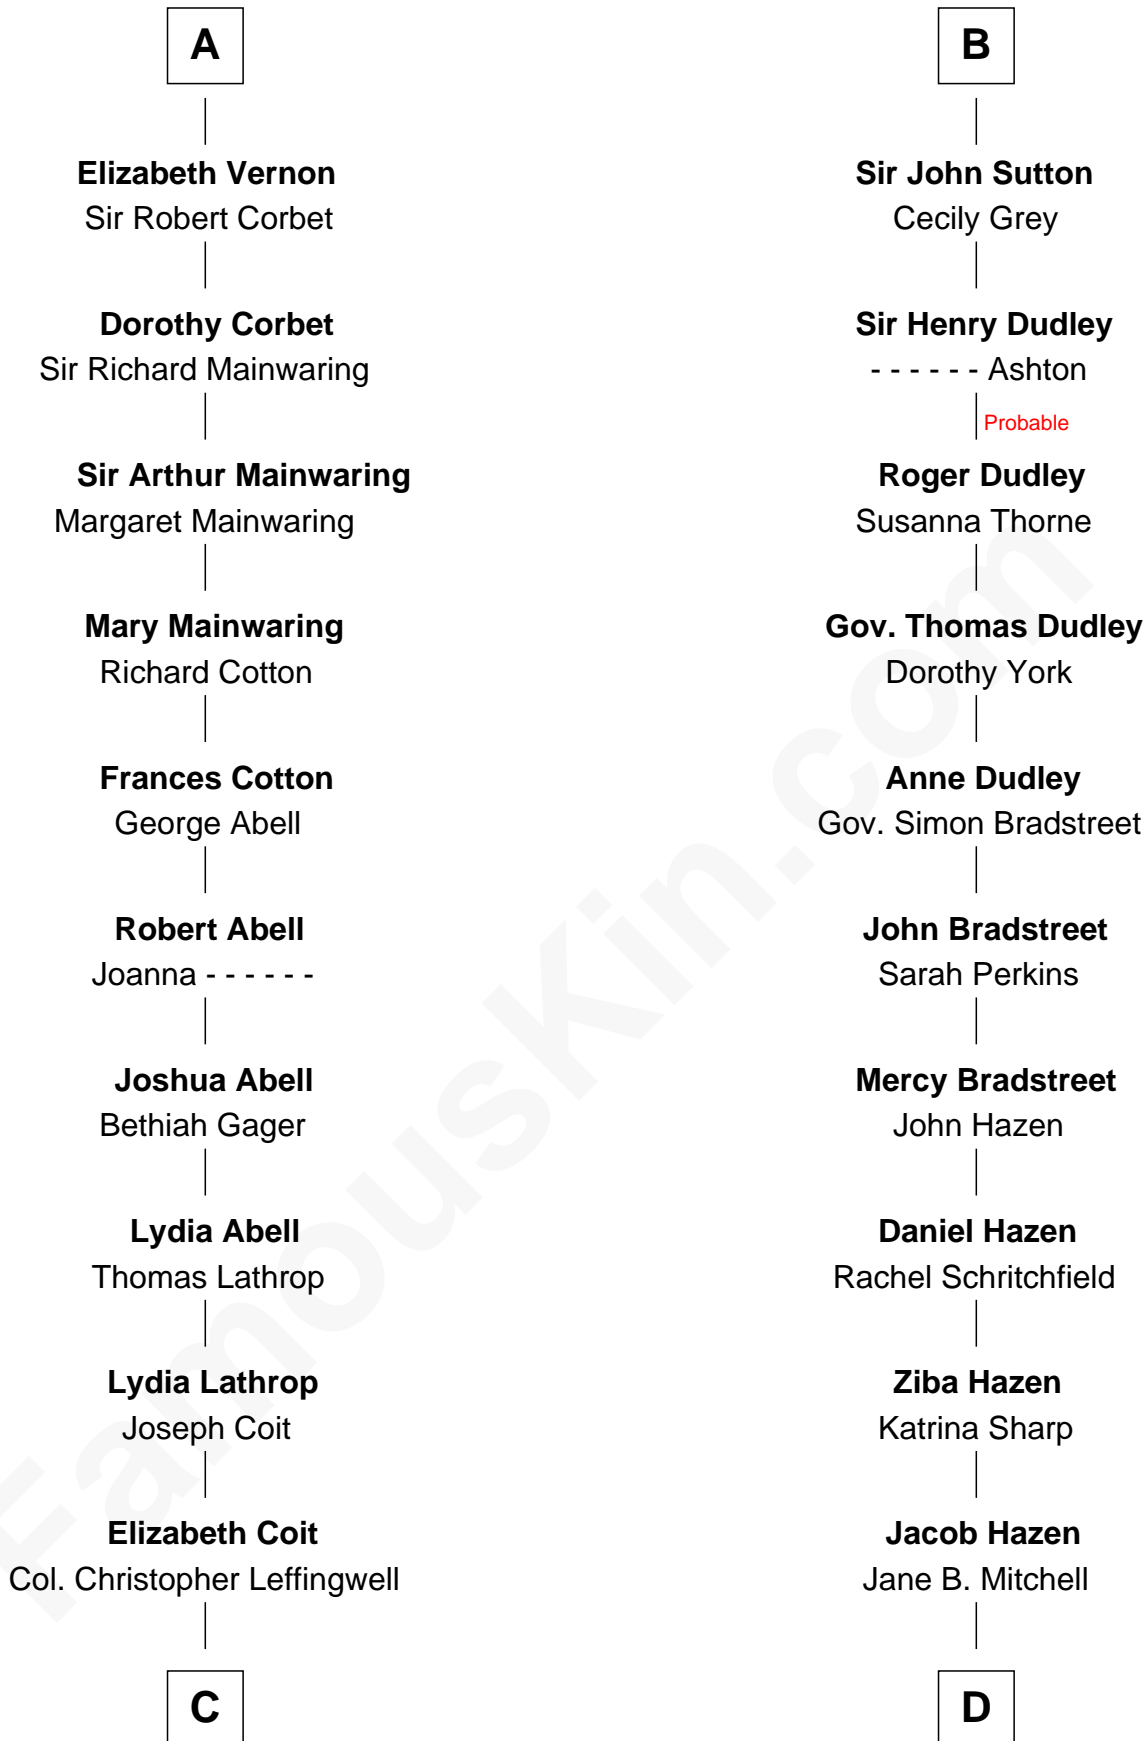 A
Elizabeth Vernon
Sir Robert Corbet
Dorothy Corbet
Sir Richard Mainwaring
Sir Arthur Mainwaring
Margaret Mainwaring
Mary Mainwaring
Richard Cotton
Frances Cotton
George Abell
Robert Abell
Joanna - - - - - -
Joshua Abell
Bethiah Gager
Lydia Abell
Thomas Lathrop
Lydia Lathrop
Joseph Coit
Elizabeth Coit
Col. Christopher Leffingwell
C
B
Sir John Sutton
Cecily Grey
Sir Henry Dudley
- - - - - - Ashton
Probable
Roger Dudley
Susanna Thorne
Gov. Thomas Dudley
Dorothy York
Anne Dudley
Gov. Simon Bradstreet
John Bradstreet
Sarah Perkins
Mercy Bradstreet
John Hazen
Daniel Hazen
Rachel Schritchfield
Ziba Hazen
Katrina Sharp
Jacob Hazen
Jane B. Mitchell
D
FamousKin.com